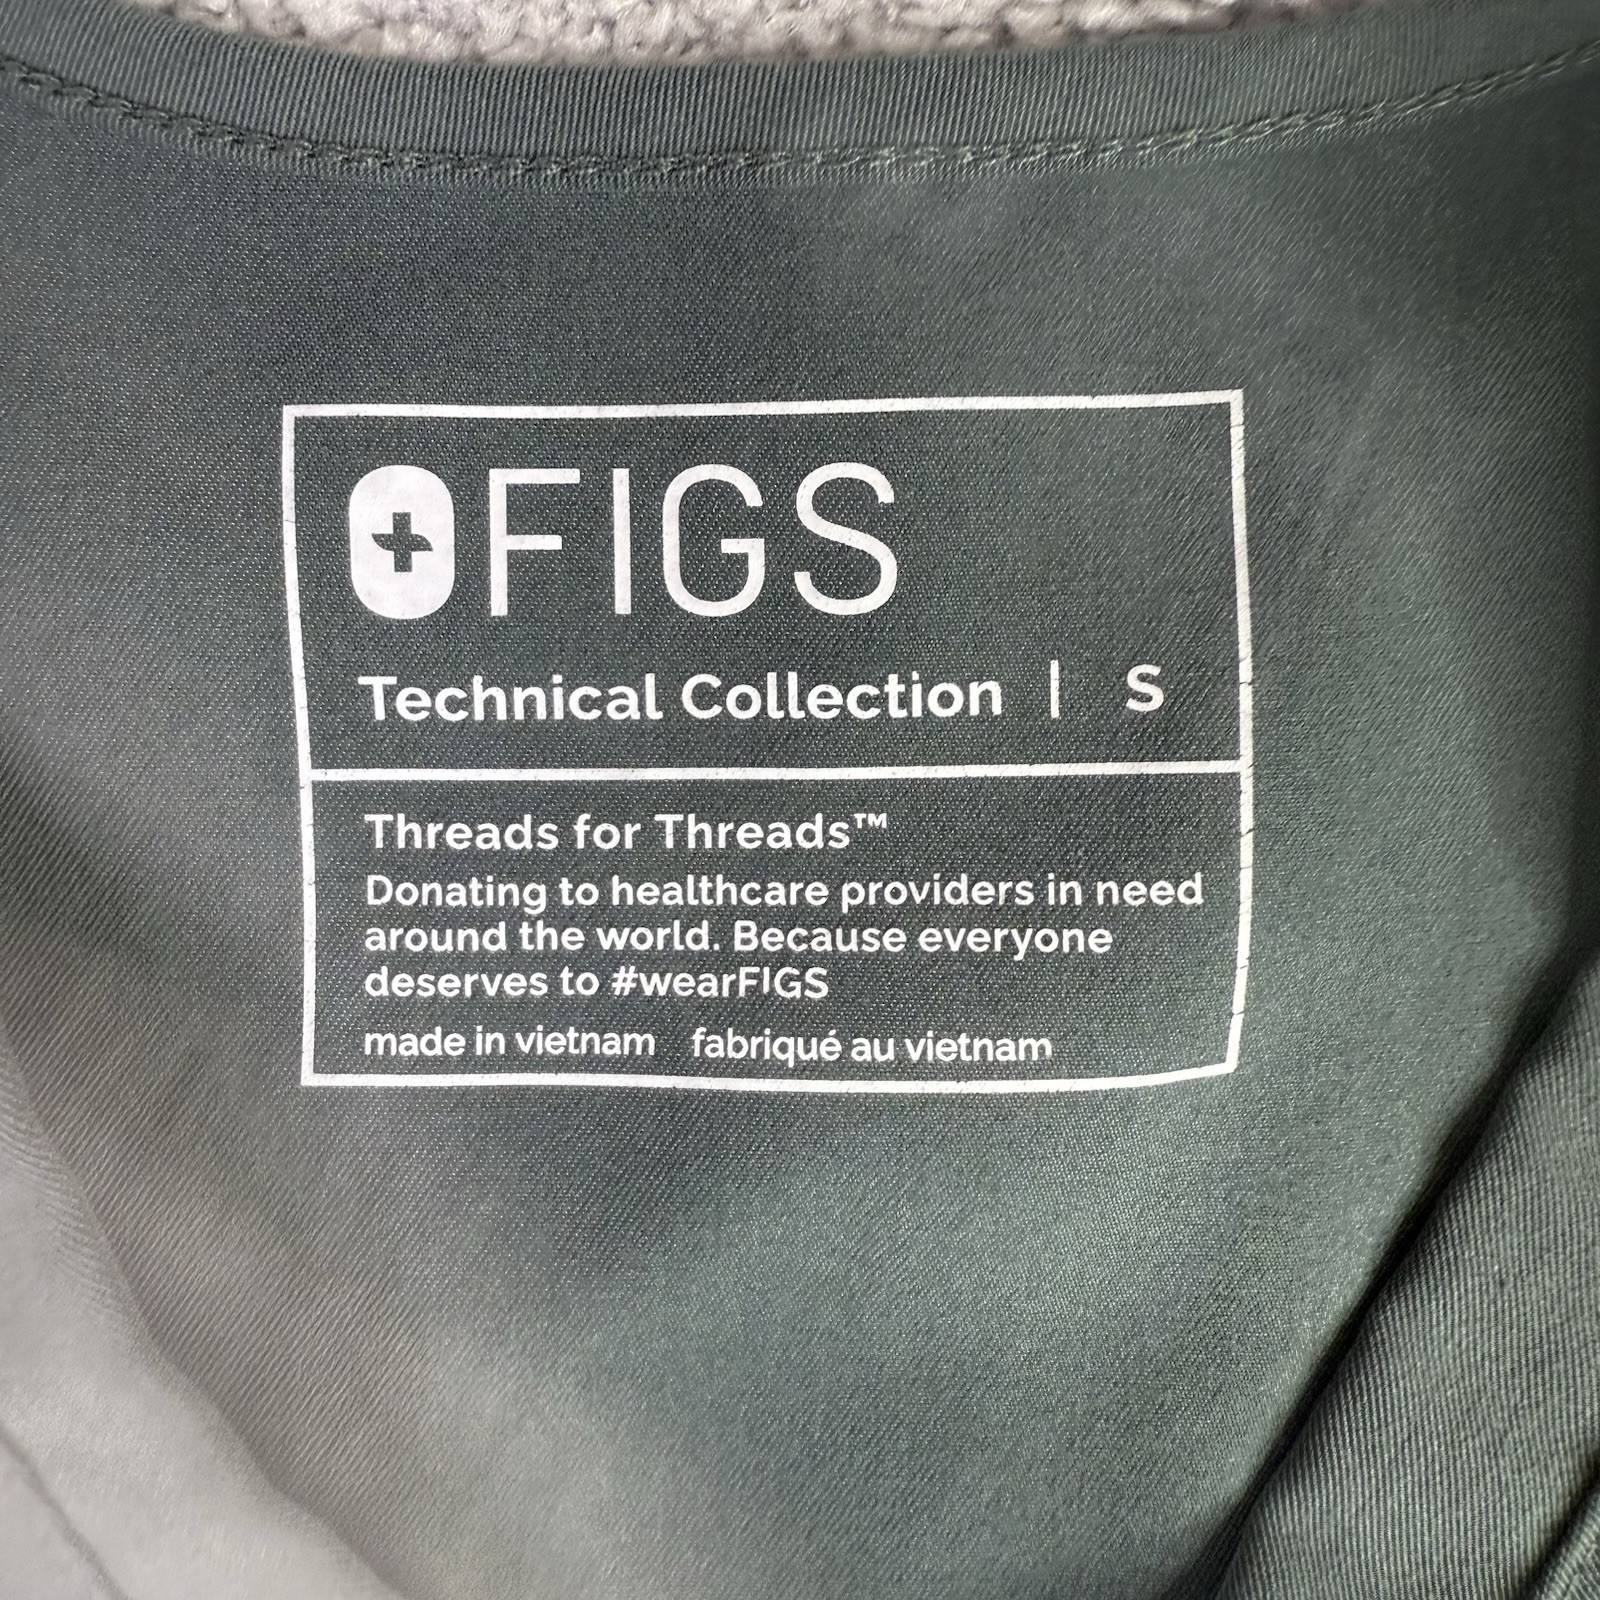 FIGS
Technical Collection | S
Threads for Threads™
Donating to healthcare providers in need
around the world. Because everyone
deserves to #wearFIGS
made in vietnam fabriqué au vietnam